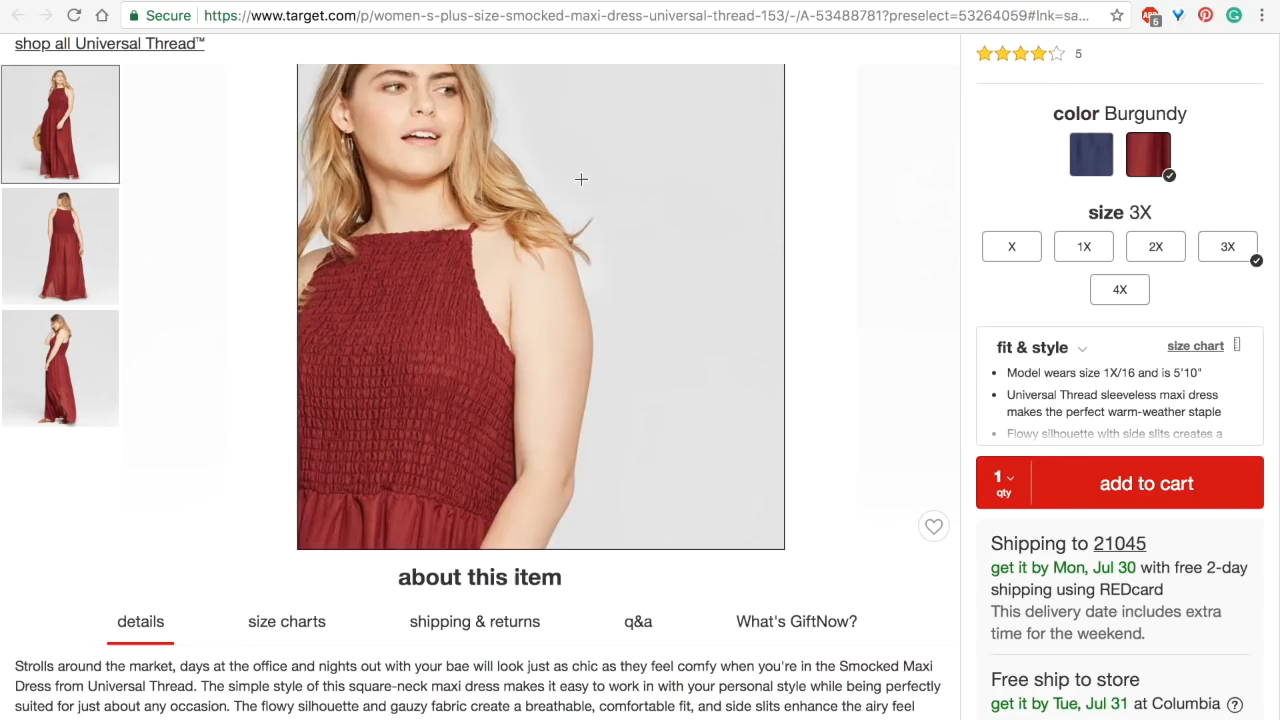 Secure https://www.target.com/p/women-s-plus-size-smocked-maxi-dress-universal-thread-153/-/A-53488781?preselect=53264059#lnk=sa...
6
shop all Universal Thread™
5
color Burgundy
size 3X
X 1X 2X 3X
4X
fit & style size chart
• Model wears size 1X/16 and is 5'10"
• Universal Thread sleeveless maxi dress
makes the perfect warm-weather staple
• Flowy silhouette with side slits creates a
1
qty
add to cart
Shipping to 21045
get it by Mon, Jul 30 with free 2-day
shipping using REDcard
This delivery date includes extra
time for the weekend.
Free ship to store
get it by Tue, Jul 31 at Columbia ?
about this item
details size charts shipping & returns q&a What's GiftNow?
Strolls around the market, days at the office and nights out with your bae will look just as chic as they feel comfy when you're in the Smocked Maxi
Dress from Universal Thread. The simple style of this square-neck maxi dress makes it easy to work in with your personal style while being perfectly
suited for just about any occasion. The flowy silhouette and gauzy fabric create a breathable, comfortable fit, and side slits enhance the airy feel